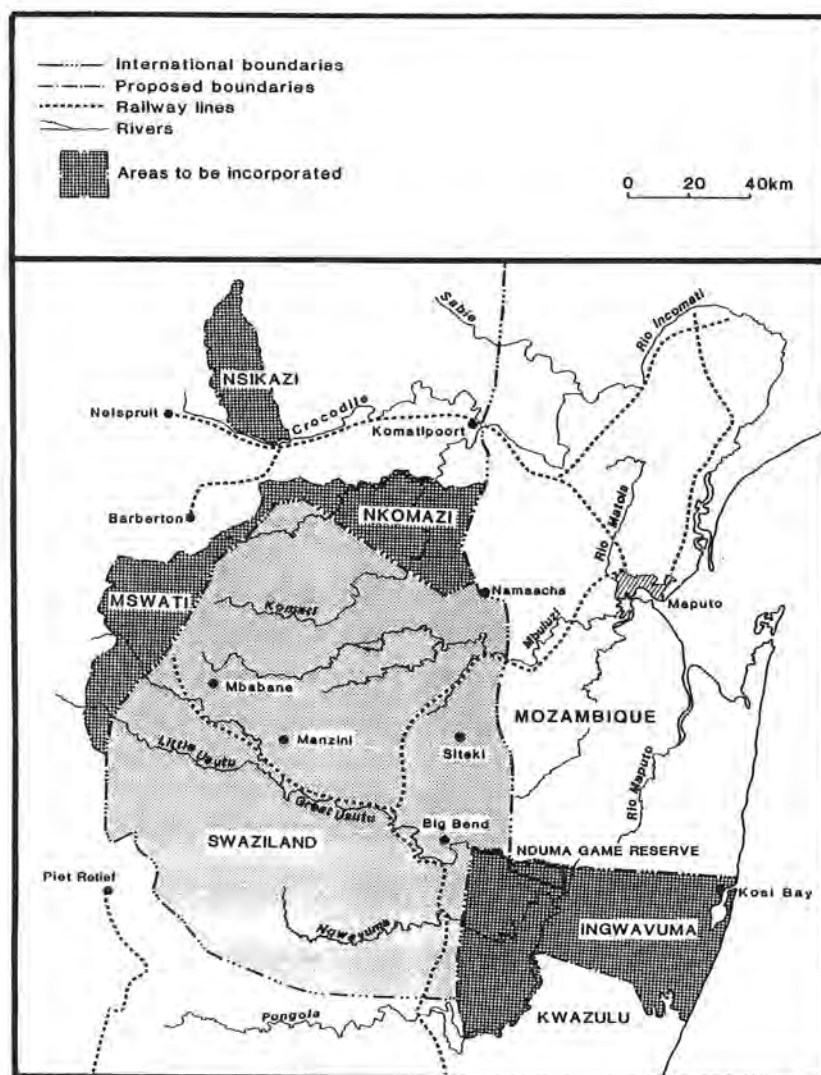 International boundaries
Proposed boundaries
Railway lines
Rivers
Areas to be incorporated
0 20 40km
Sabie
Rio Incomati
NSIKAZI
Nelspruit
Crocodile
Komatipoort
Barberton
NKOMAZI
Rio Matola
MSWATI
Komati
Namaacha
Mbuluzi
Maputo
Mbabane
MOZAMBIQUE
Manzini
Siteki
Little Usutu
Great Usutu
Rio Maputo
Big Bend
SWAZILAND
NDUMA GAME RESERVE
Piet Retief
Kosi Bay
Ngwavuma
INGWAVUMA
Pongola
KWAZULU